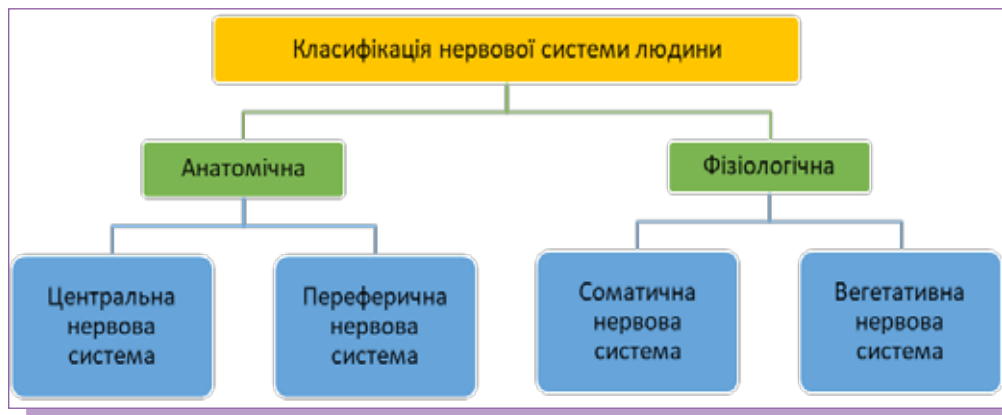 Класифікація нервової системи людини
Анатомічна
Фізіологічна
Центральна
нервова
система
Переферична
нервова
система
Соматична
нервова
система
Вегетативна
нервова
система